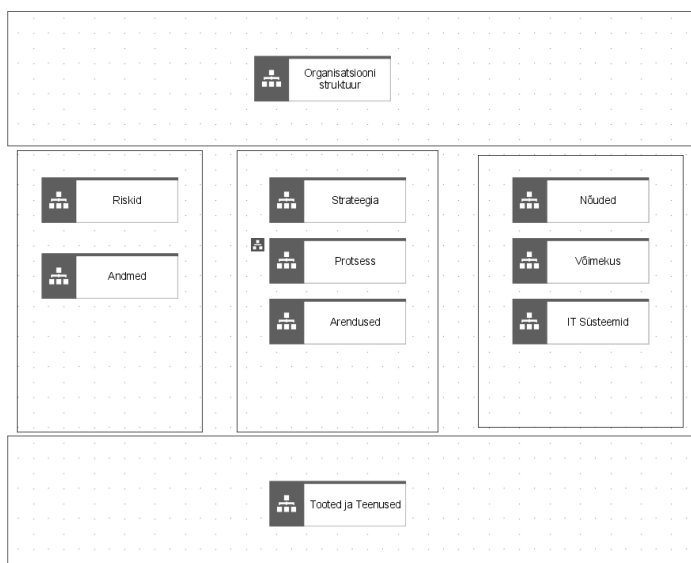 Organisatsiooni
struktuur
Riskid
Andmed
Strateegia
Protsess
Arendused
Nõuded
Võimekus
IT Süsteemid
Tooted ja Teenused